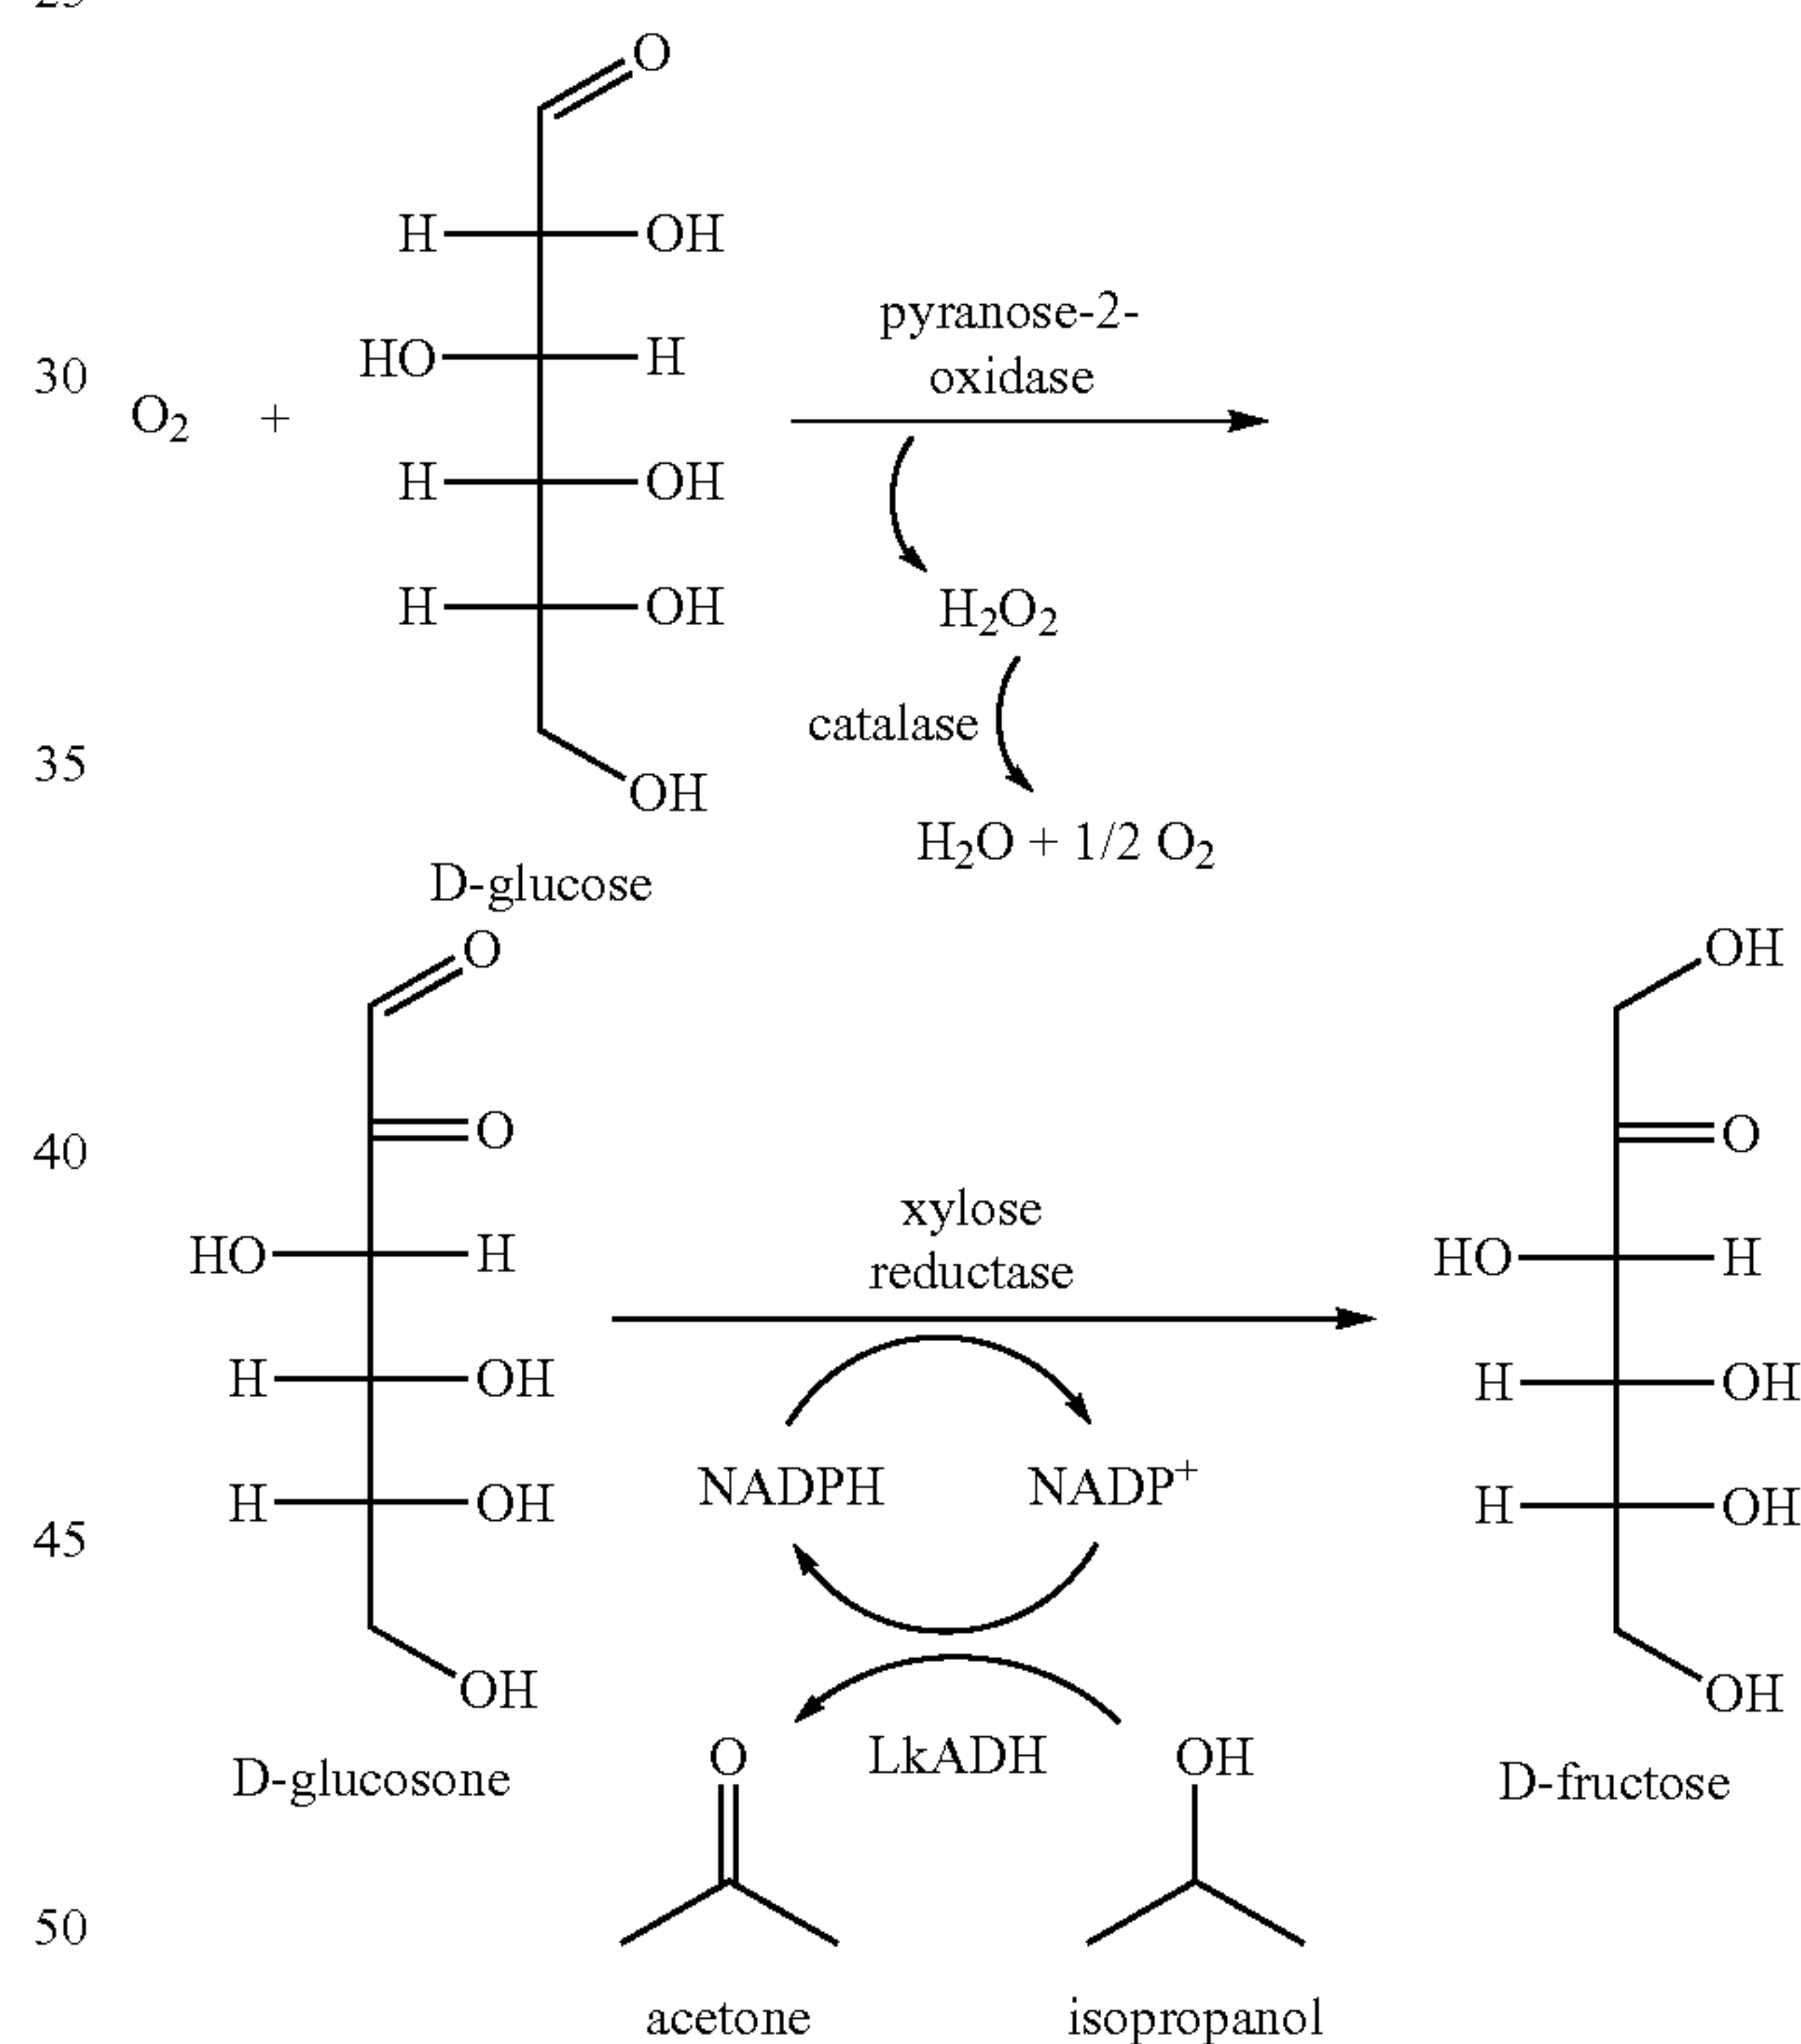 O
H OH
pyranose-2-
oxidase
HO H
30
O₂ +
H OH
H OH
H₂O₂
catalase
35
OH
H₂O + 1/2 O₂
D-glucose
O OH
O O
40
xylose
reductase
HO H HO H
H OH H OH
NADPH NADP⁺
H OH H OH
45
OH OH
O LkADH OH
D-glucosone D-fructose
50
acetone isopropanol